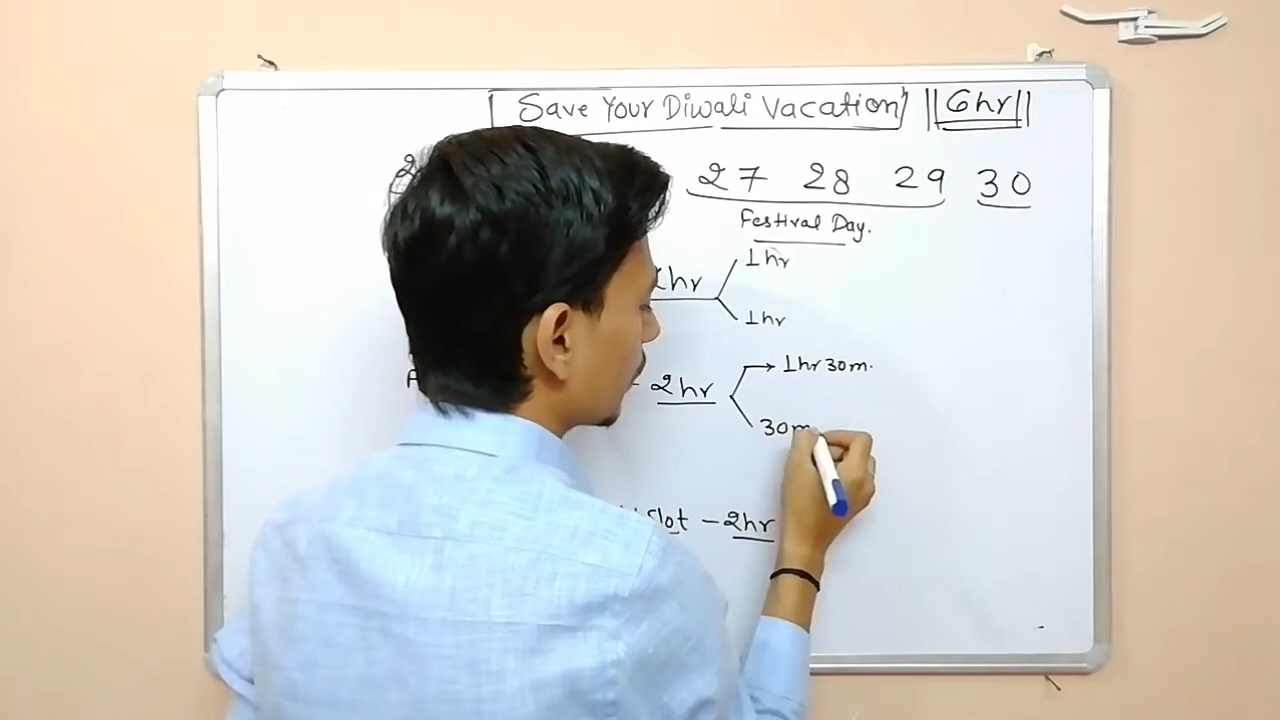 Save Your Diwali Vacation 6hr
27 28 29 30
Festival Day.
1hr
hr
1hr
1hr 30m.
- 2hr
30m
Slot - 2hr